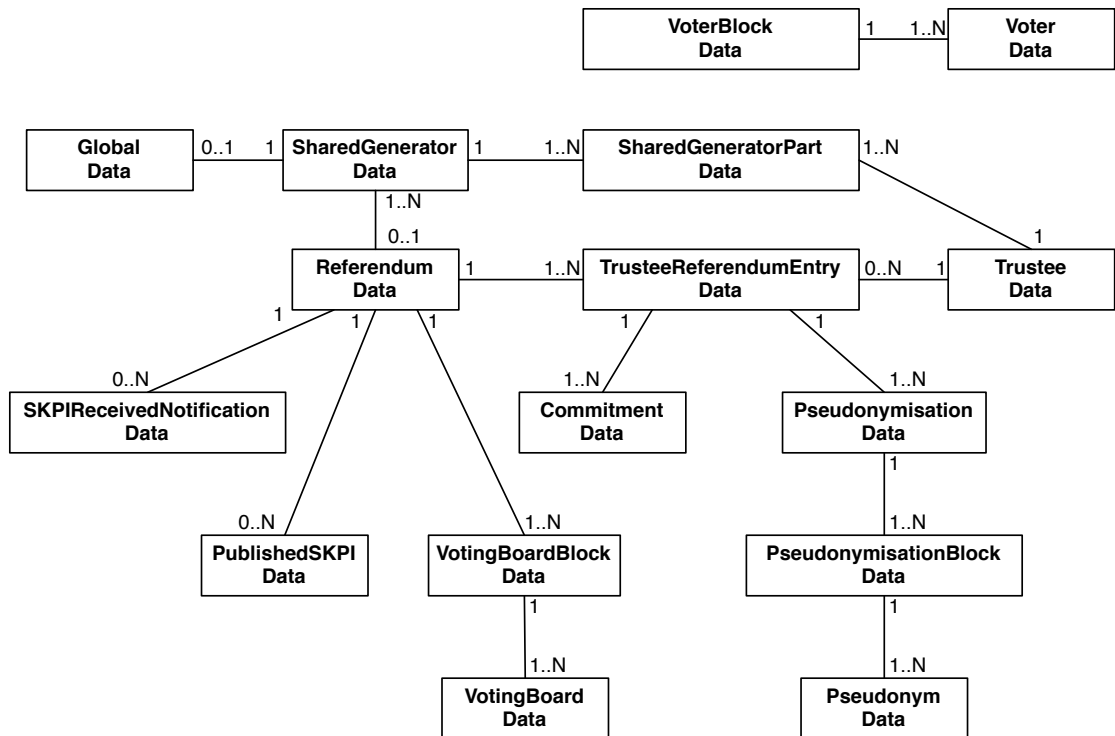 VoterBlock
Data
1
1..N
Voter
Data
Global
Data
0..1
1
SharedGenerator
Data
1
1..N
SharedGeneratorPart
Data
1..N
1..N
0..1
1
Referendum
Data
1
1..N
TrusteeReferendumEntry
Data
0..N
1
Trustee
Data
1
1
1
1
1
0..N
1..N
1..N
SKPIReceivedNotification
Data
Commitment
Data
Pseudonymisation
Data
1
0..N
1..N
1..N
PublishedSKPI
Data
VotingBoardBlock
Data
PseudonymisationBlock
Data
1
1
1..N
1..N
VotingBoard
Data
Pseudonym
Data